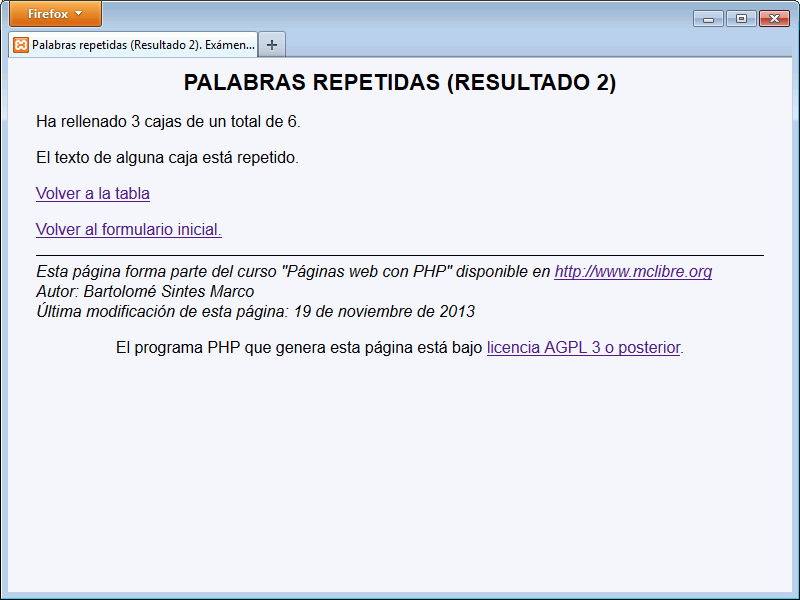 Firefox
Palabras repetidas (Resultado 2). Exámen...
PALABRAS REPETIDAS (RESULTADO 2)
Ha rellenado 3 cajas de un total de 6.
El texto de alguna caja está repetido.
Volver a la tabla
Volver al formulario inicial.
Esta página forma parte del curso "Páginas web con PHP" disponible en http://www.mclibre.org
Autor: Bartolomé Sintes Marco
Última modificación de esta página: 19 de noviembre de 2013
El programa PHP que genera esta página está bajo licencia AGPL 3 o posterior.